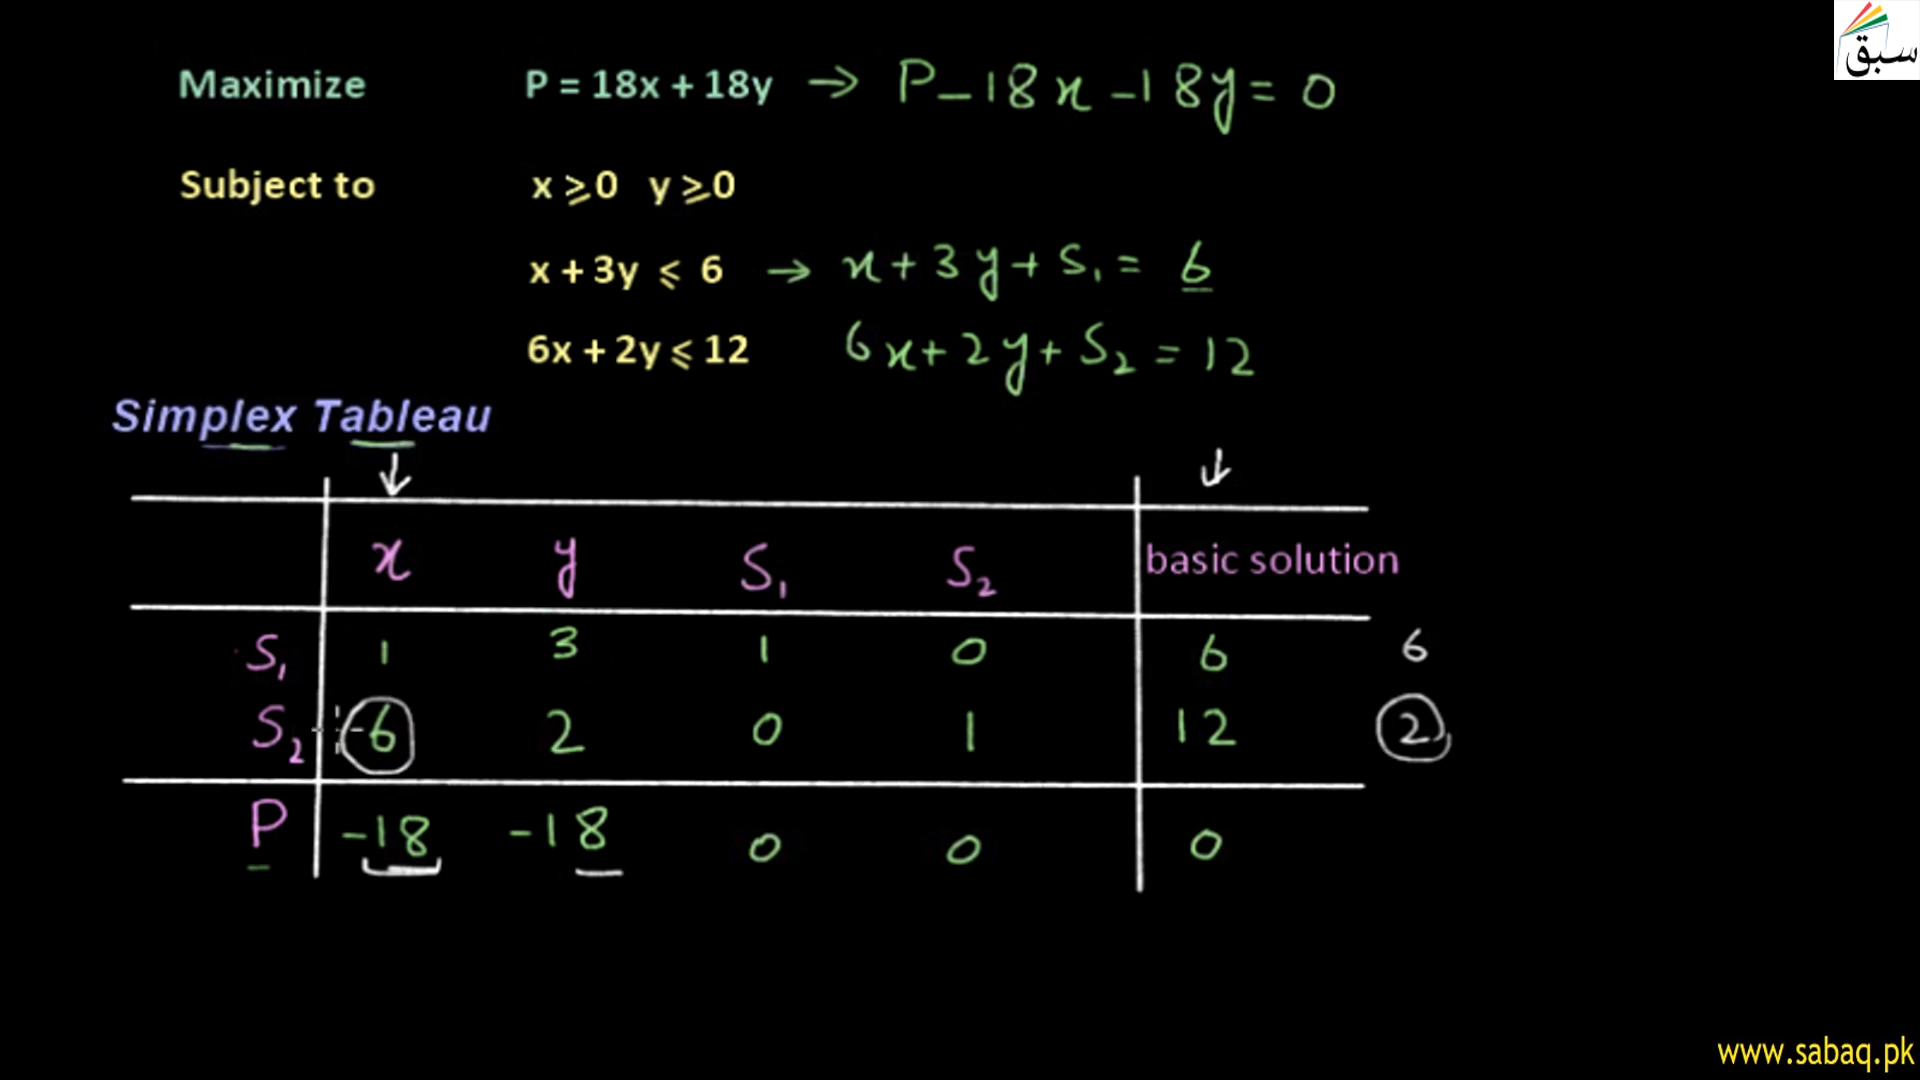 سبق
Maximize P = 18x + 18y → P - 18x - 18y = 0
Subject to x ⩾ 0 y ⩾ 0
x + 3y ⩽ 6 → x + 3y + S₁ = 6
6x + 2y ⩽ 12 6x + 2y + S₂ = 12
Simplex Tableau
x y S₁ S₂ basic solution
S₁ 1 3 1 0 6 6
S₂ 6 2 0 1 12 2
P -18 -18 0 0 0
www.sabaq.pk